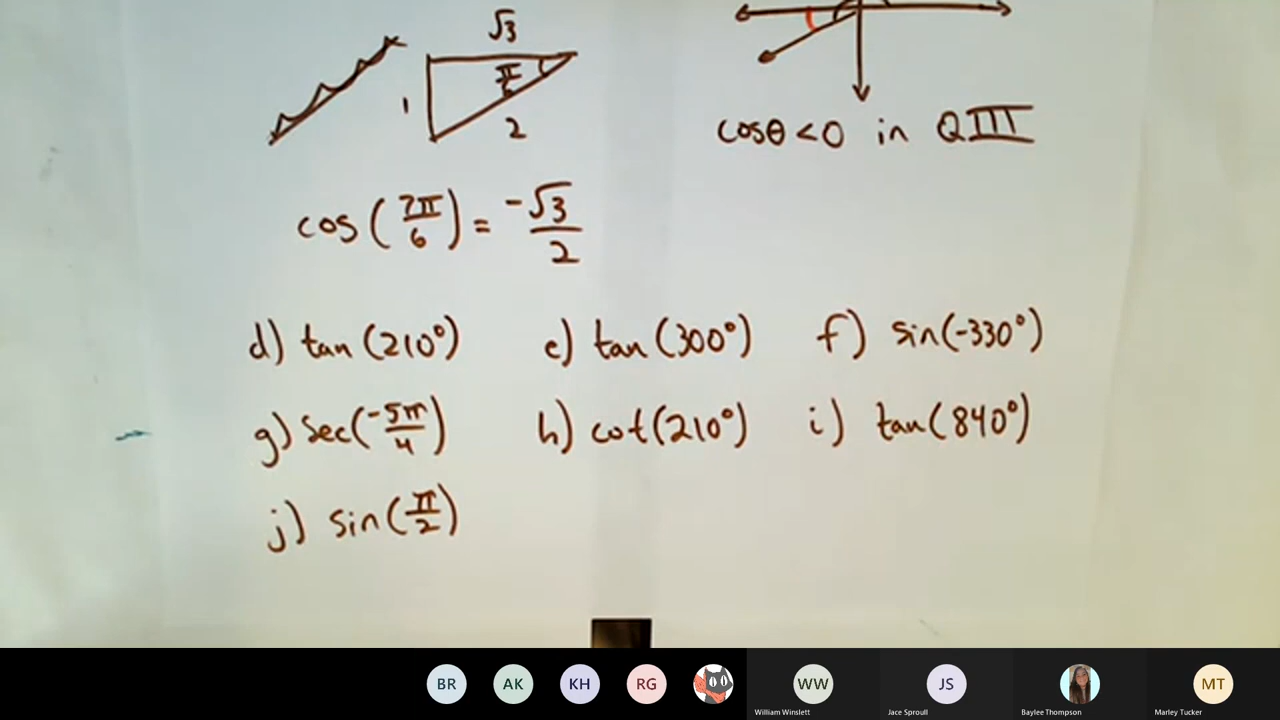 √3
π/6
1
2
cosθ<0 in QIII
cos(7π/6) = -√3/2
d) tan(210°) e) tan(300°) f) sin(-330°)
g) sec(-5π/4) h) cot(210°) i) tan(840°)
j) sin(π/2)
BR AK KH RG WW JS MT
William Winslett Jace Sproull Baylee Thompson Marley Tucker